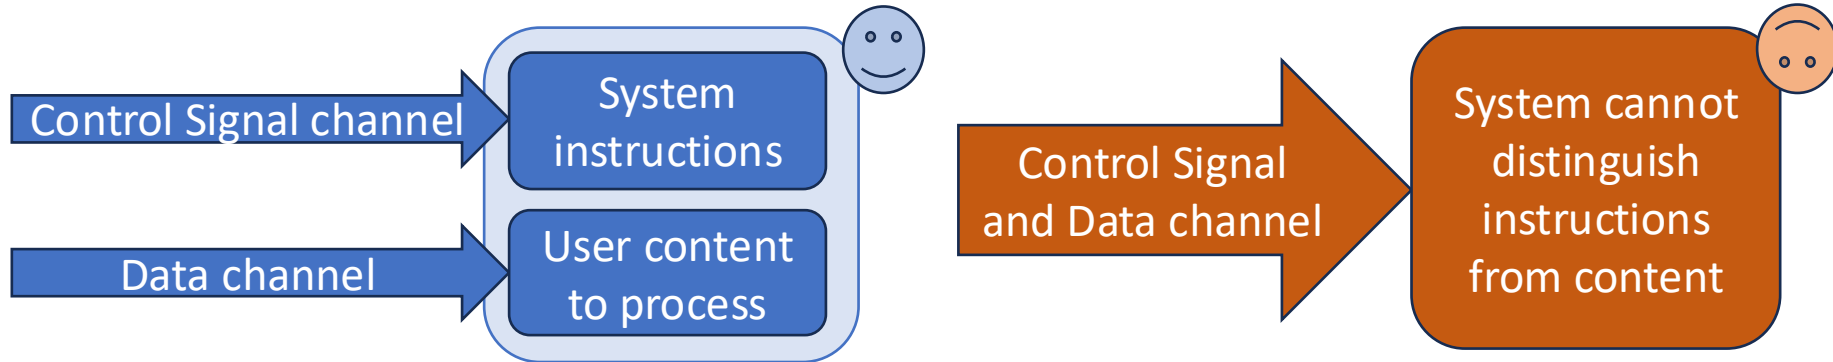 Control Signal channel
System
instructions
Data channel
User content
to process
Control Signal
and Data channel
System cannot
distinguish
instructions
from content